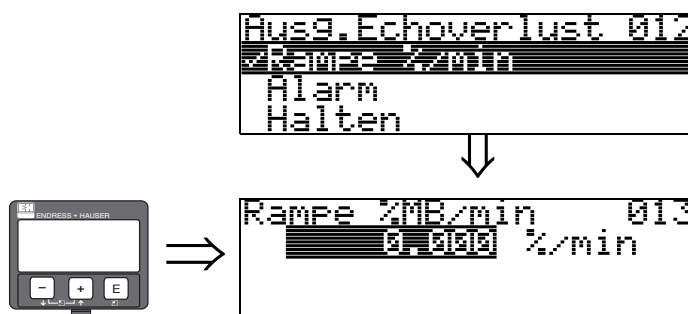 Ausg.Echoverlust 012
✓Rampe %/min
Alarm
Halten
E+H
ENDRESS + HAUSER
- + E
Rampe %MB/min 013
0.000 %/min